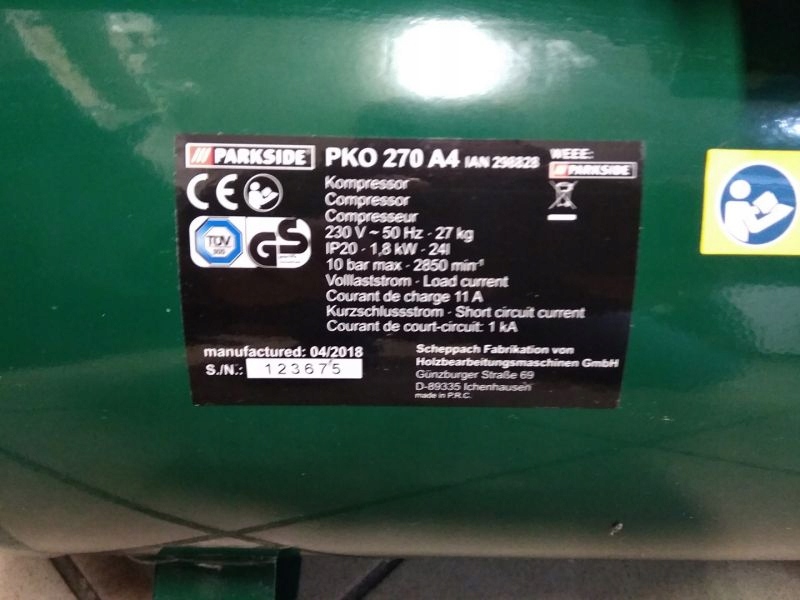 PARKSIDE PKO 270 A4 IAN 298828 WEEE:
PARKSIDE
CE
TÜV
GS
Kompressor
Compressor
Compresseur
230 V ~ 50 Hz · 27 kg
IP20 · 1,8 kW · 24l
10 bar max · 2850 min⁻¹
Volllaststrom · Load current
Courant de charge 11 A
Kurzschlussstrom · Short circuit current
Courant de court-circuit: 1 kA
manufactured: 04/2018
S./N.: 123675
Scheppach Fabrikation von
Holzbearbeitungsmaschinen GmbH
Günzburger Straße 69
D-89335 Ichenhausen
made in P.R.C.